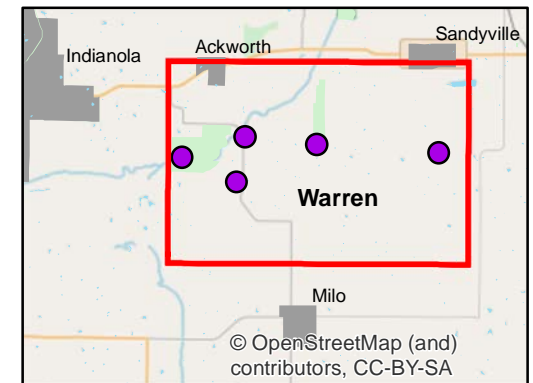 Sandyville
Ackworth
Indianola
Warren
Milo
© OpenStreetMap (and)
contributors, CC-BY-SA